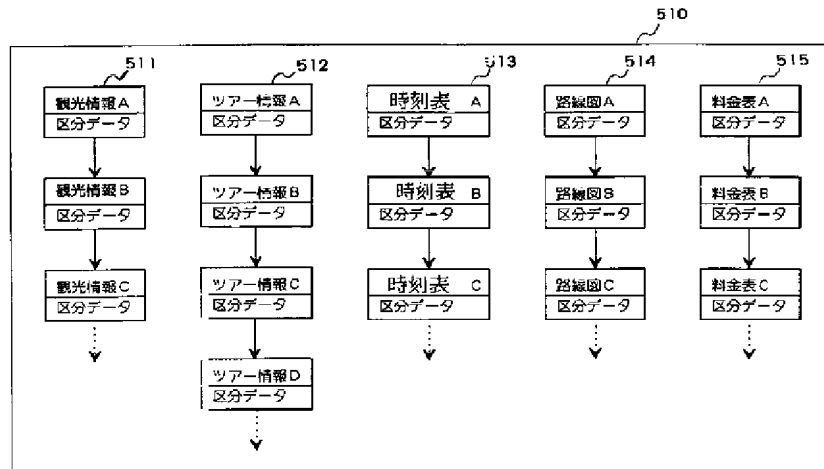 510
511
観光情報A
区分データ
観光情報B
区分データ
観光情報C
区分データ
512
ツアー情報A
区分データ
ツアー情報B
区分データ
ツアー情報C
区分データ
ツアー情報D
区分データ
513
時刻表 A
区分データ
時刻表 B
区分データ
時刻表 C
区分データ
514
路線図A
区分データ
路線図B
区分データ
路線図C
区分データ
515
料金表A
区分データ
料金表B
区分データ
料金表C
区分データ